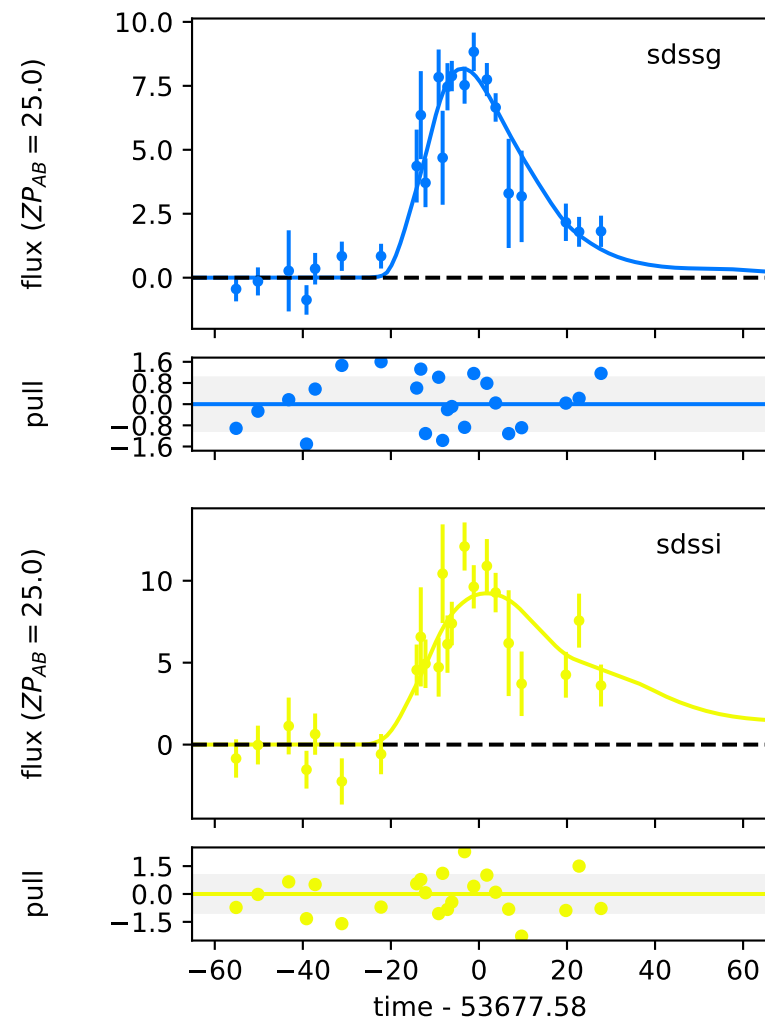 10.0
7.5
5.0
2.5
0.0
flux (ZP_AB = 25.0)
sdssg
1.6
0.8
0.0
−0.8
−1.6
pull
10
5
0
flux (ZP_AB = 25.0)
sdssi
1.5
0.0
−1.5
pull
−60 −40 −20 0 20 40 60
time - 53677.58